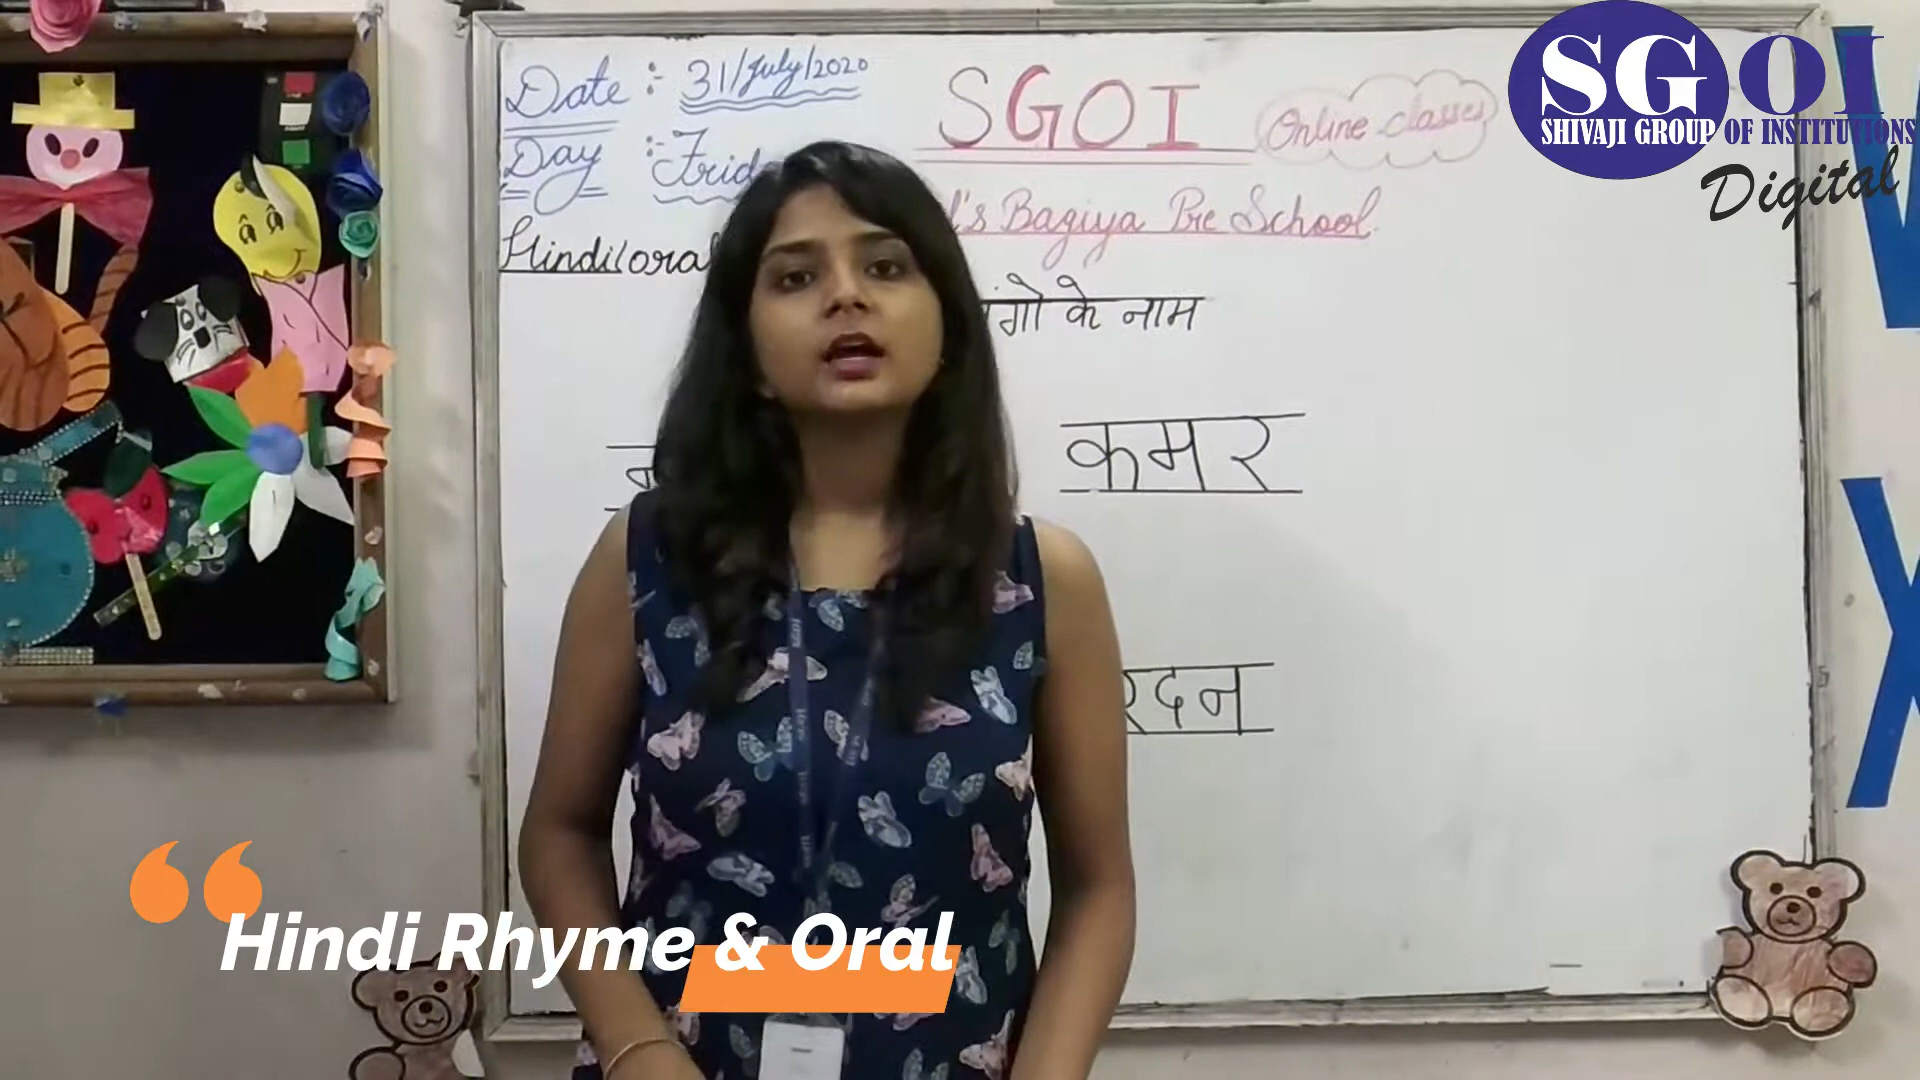 Date :- 31/July/2020
SGOI
Online classes
Day :-
Bagiya Pre School
Hindi/oral
के नाम
कमर
SGOI
SHIVAJI GROUP OF INSTITUTIONS
Digital
Hindi Rhyme & Oral